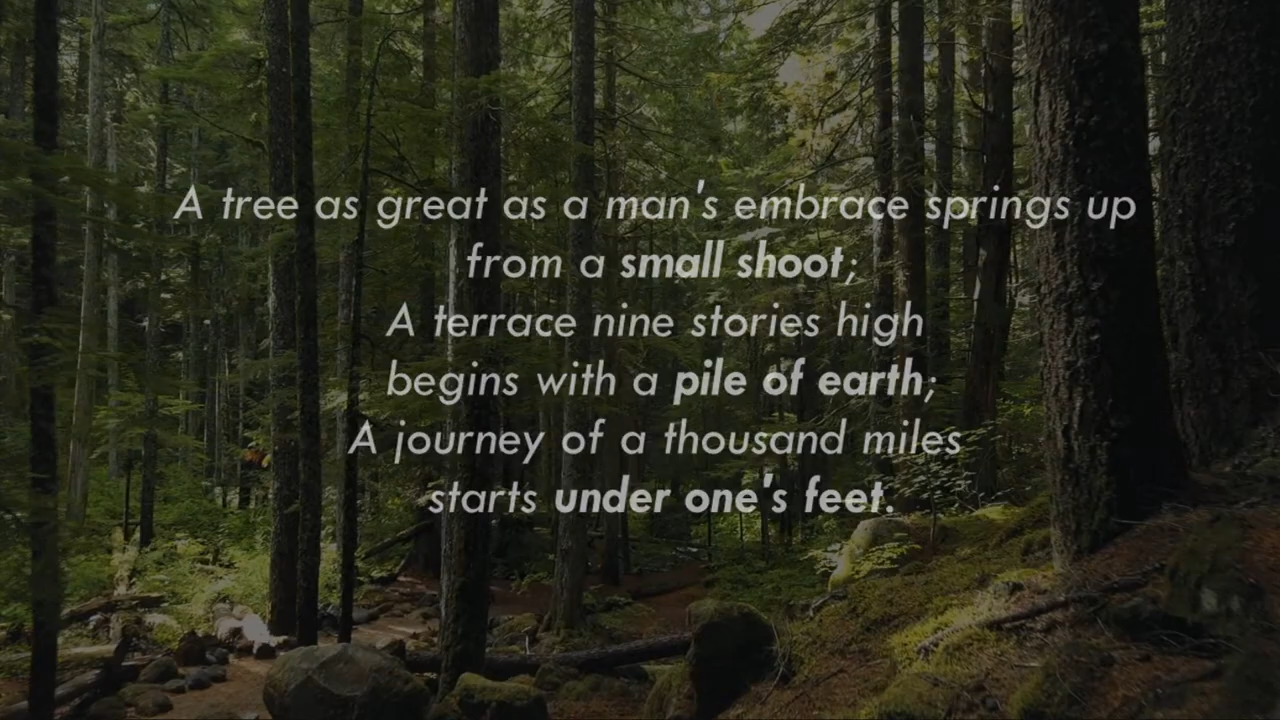 A tree as great as a man's embrace springs up
from a small shoot;
A terrace nine stories high
begins with a pile of earth;
A journey of a thousand miles
starts under one's feet.